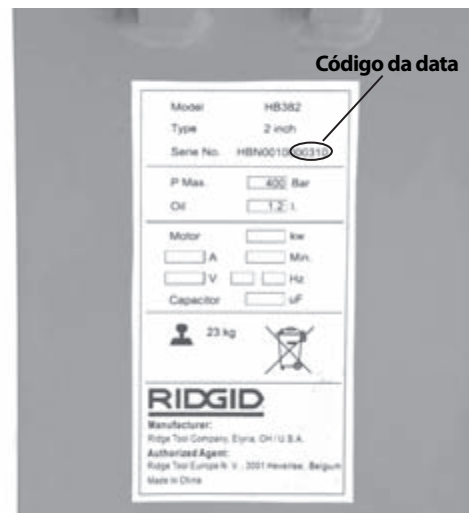 Código da data
Model HB382
Type 2 inch
Serie No. HBN0010000310
P Max. 400 Bar
Oil 1.2 l.
Motor kw
A Min.
V Hz
Capacitor uF
23 kg
RIDGID
Manufacturer:
Ridge Tool Company, Elyria, OH / U.S.A.
Authorized Agent:
Ridge Tool Europe N. V., 3001 Heverlee, Belgium
Made in China